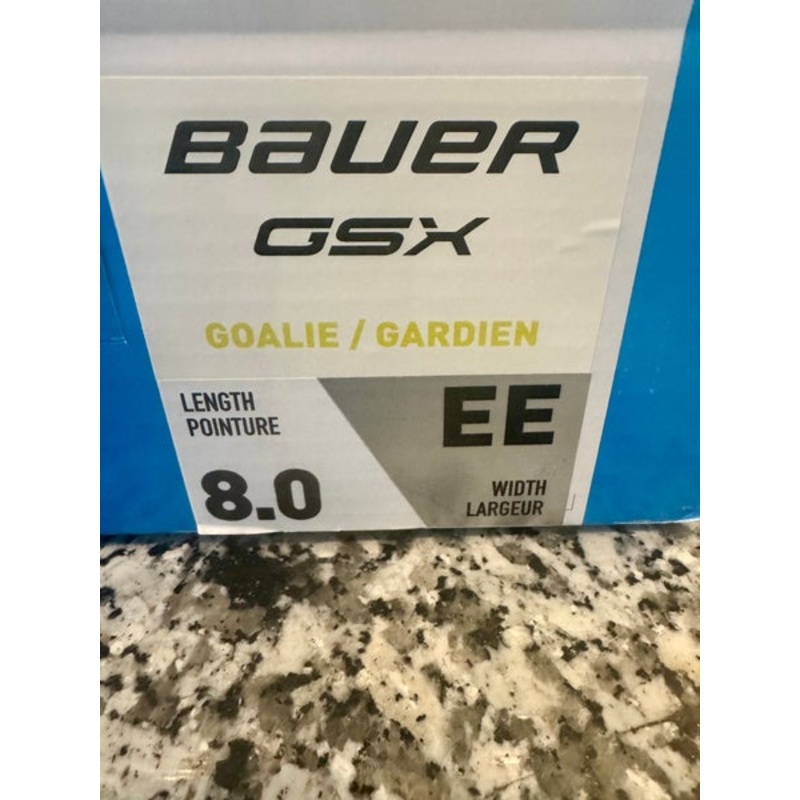 BAUER
GSX
GOALIE / GARDIEN
LENGTH
POINTURE
8.0
EE
WIDTH
LARGEUR